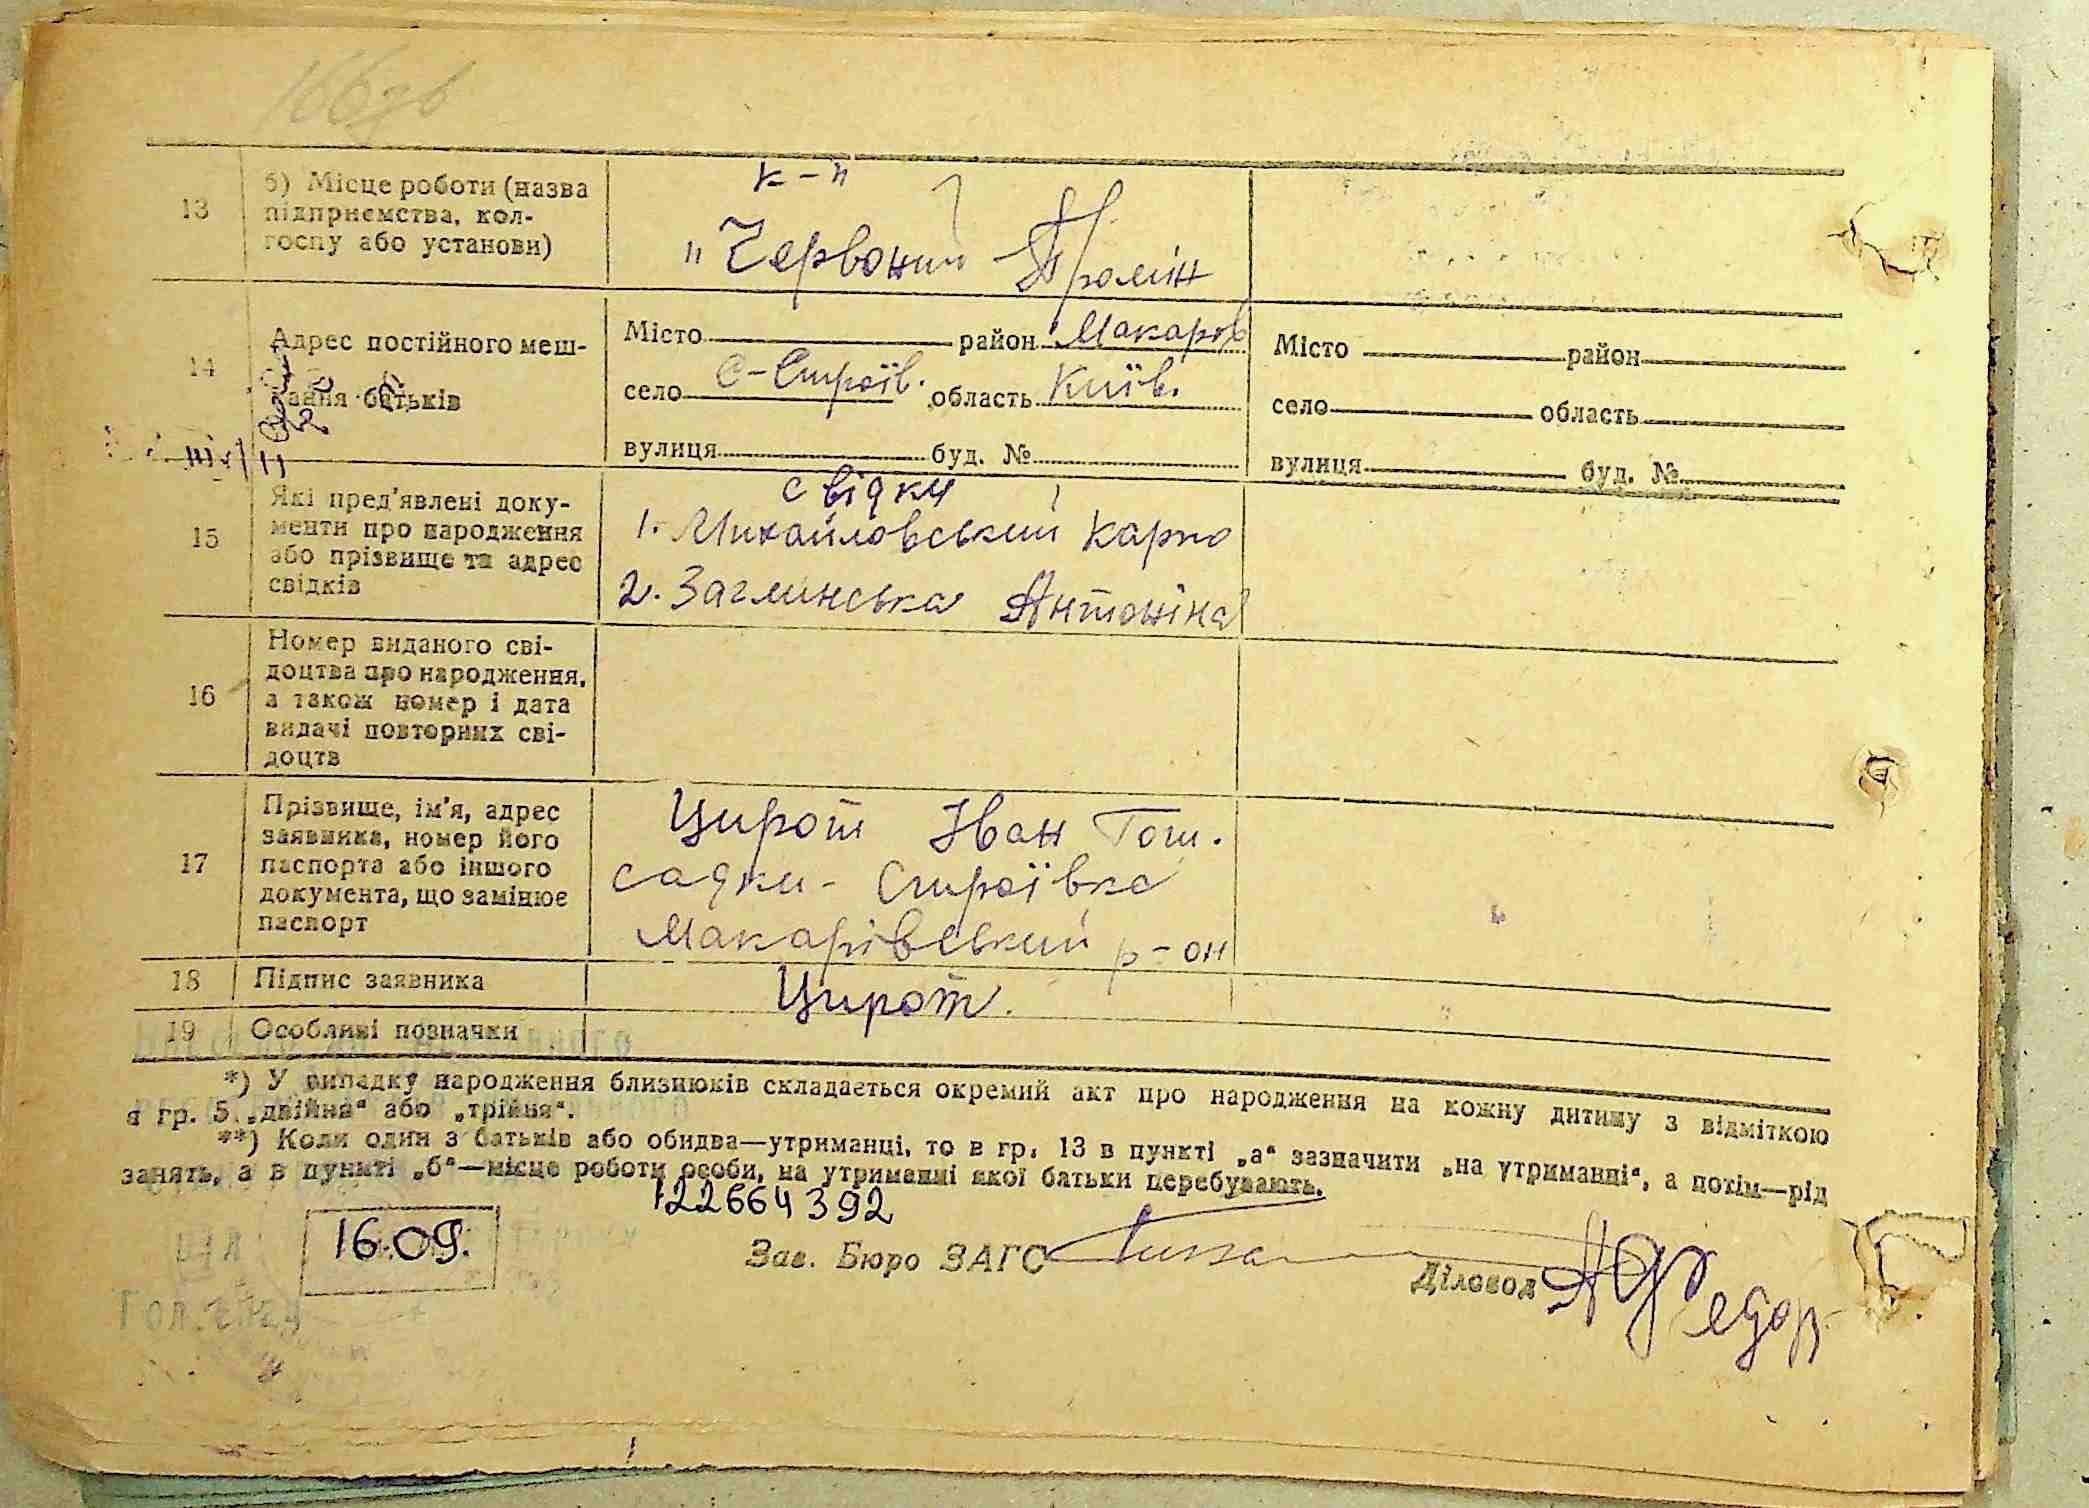 166зв
13
б) Місце роботи (назва
підприємства, кол-
госпу або установи)
к-п
"Червоний Промін
14
Адрес постійного меш-
кання батьків
Місто район Макарів
село С-Строїв. область Київ.
вулиця буд. №
Місто район
село область
вулиця буд. №
15
Які пред'явлені доку-
менти про народження
або прізвище та адрес
свідків
свідки
1. Михайловський Карпо
2. Заглинська Антоніна
16
Номер виданого сві-
доцтва про народження,
а також номер і дата
видачі повторних сві-
доцтв
17
Прізвище, ім'я, адрес
заявника, номер його
паспорта або іншого
документа, що замінює
паспорт
Цирот Іван Гот.
садки-Строївка
Макарівський р-он
18
Підпис заявника
Цирот.
19
Особливі позначки
*) У випадку народження близнюків складається окремий акт про народження на кожну дитину з відміткою
в гр. 5 „двійня“ або „трійня“.
**) Коли один з батьків або обидва—утриманці, то в гр. 13 в пункті „а“ зазначити „на утриманні“, а потім—рід
занять, а в пункті „б“—місце роботи особи, на утриманні якої батьки перебувають.
122664392
16.09.
Зав. Бюро ЗАГС
Діловод